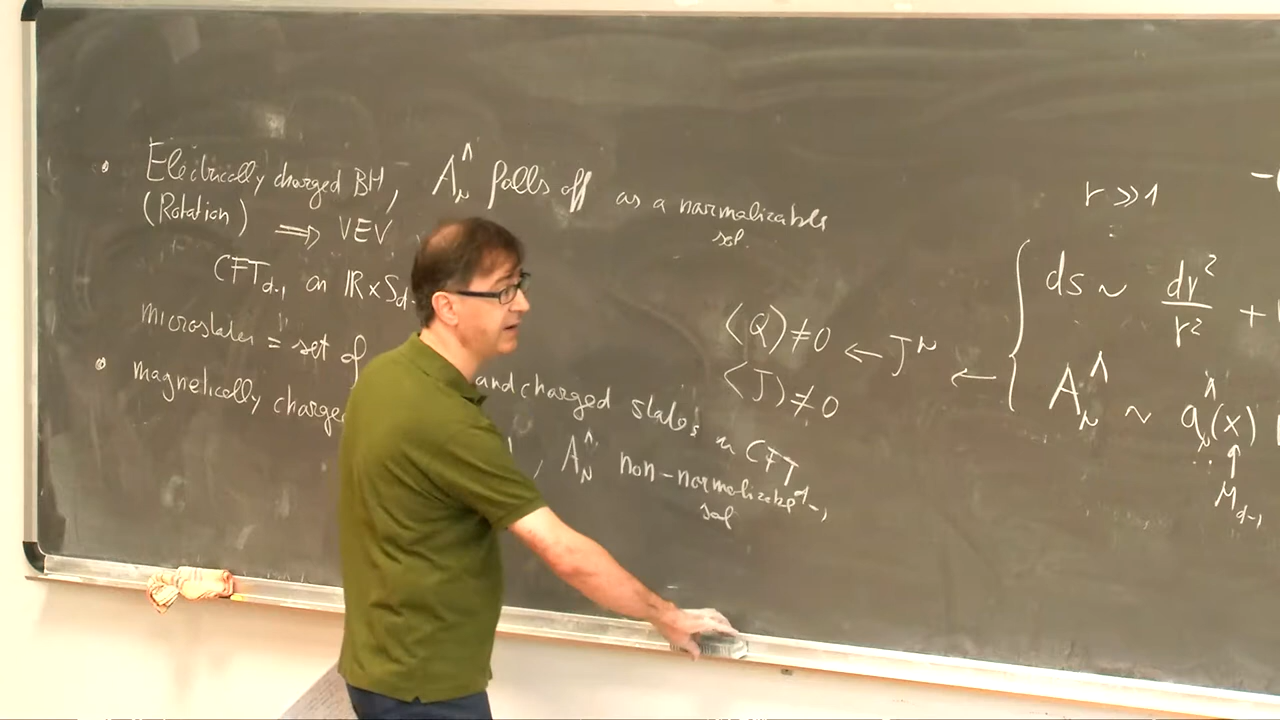 • Electrically charged BH, A_μ^Λ falls off as a normalizable sol.
(Rotation) ⟹ VEV
CFT_{d-1} on ℝ×S_d-
microstates = set of and charged states in CFT_{d-1}
• magnetically charge , A_μ^Λ non-normalizable sol
⟨Q⟩≠0 ← J^μ ←
⟨J⟩≠0
r ≫ 1
ds ~ dr²/r² +
A_μ^Λ ~ a_μ^Λ(x)
↑
M_{d-1}